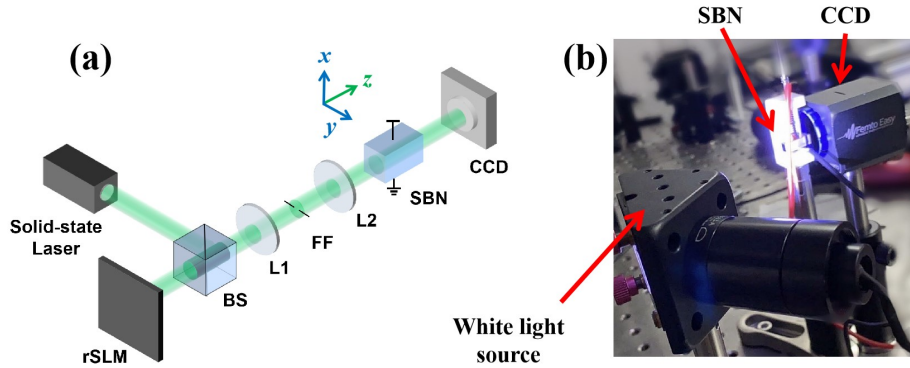 (a)
x
z
y
Solid-state
Laser
rSLM
BS
L1
FF
L2
SBN
CCD
(b)
SBN
CCD
Femto Easy
White light
source